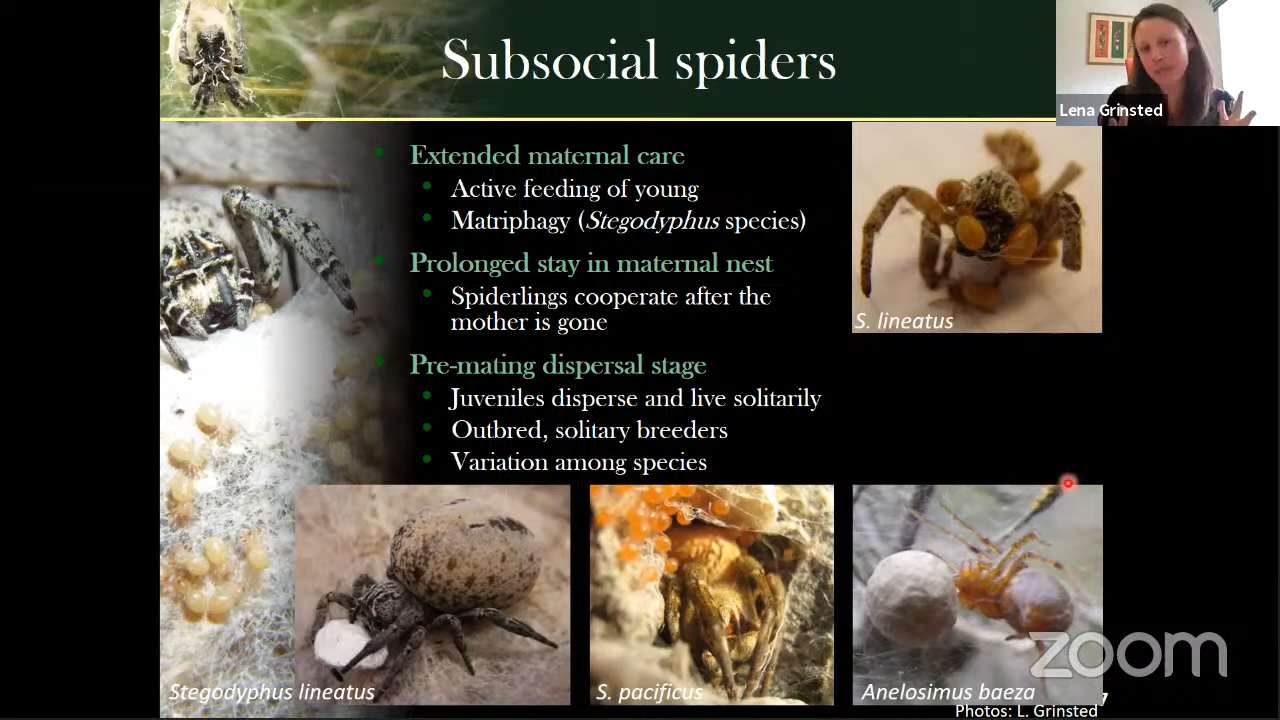 Subsocial spiders
Lena Grinsted
Extended maternal care
Active feeding of young
Matriphagy (Stegodyphus species)
Prolonged stay in maternal nest
Spiderlings cooperate after the
mother is gone
Pre-mating dispersal stage
Juveniles disperse and live solitarily
Outbred, solitary breeders
Variation among species
S. lineatus
Stegodyphus lineatus
S. pacificus
Anelosimus baeza
zoom
Photos: L. Grinsted